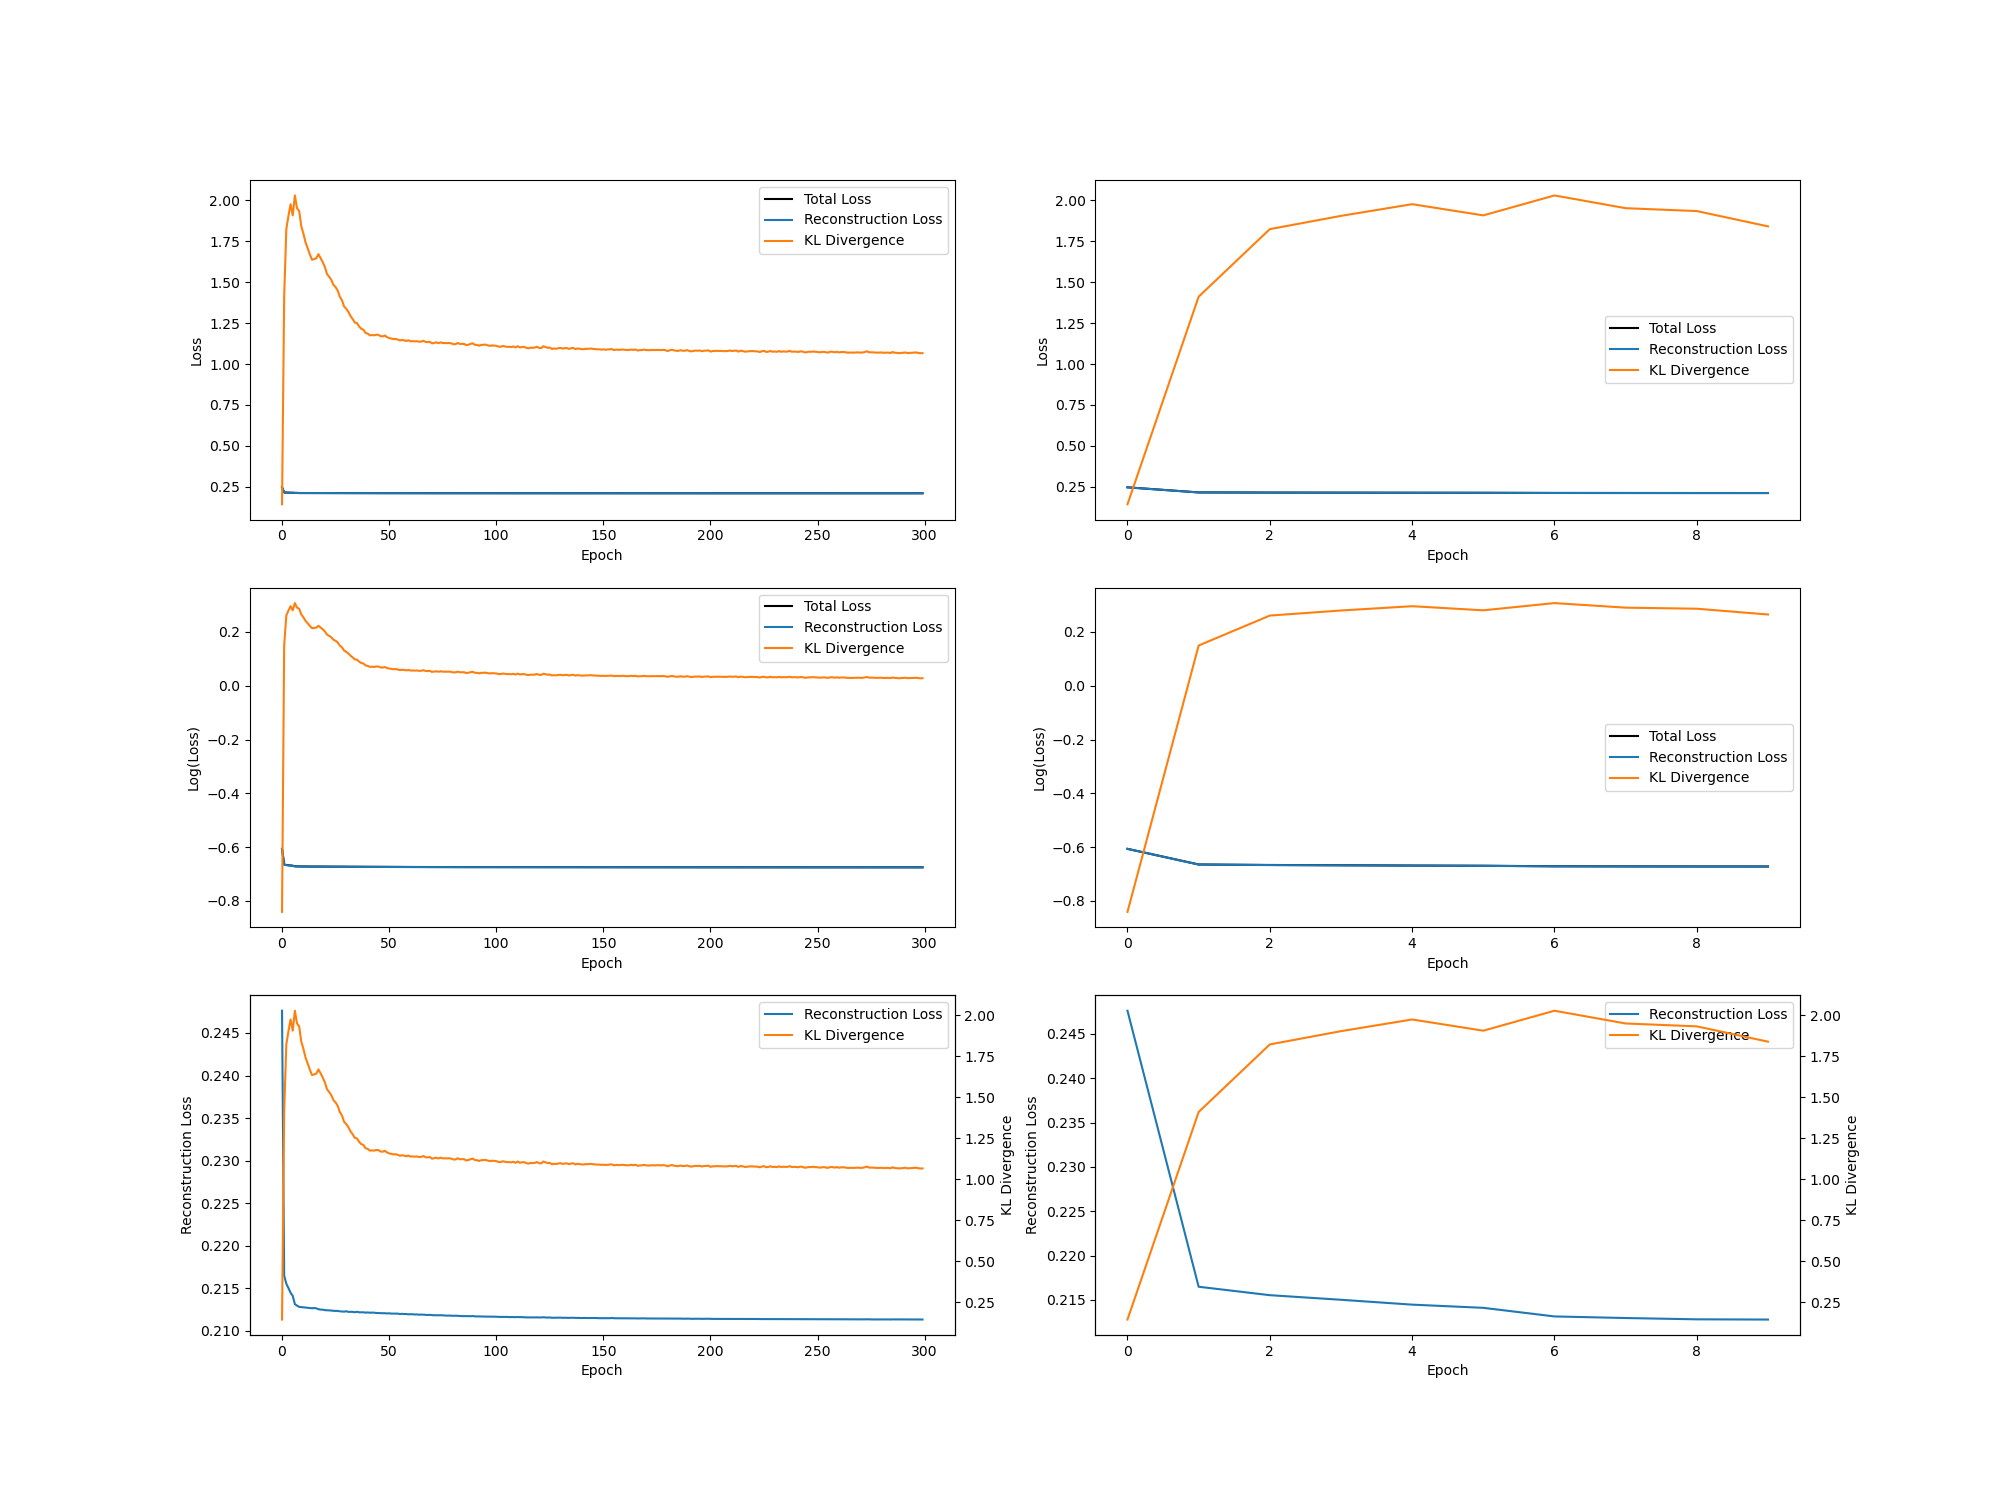 Loss
2.00
1.75
1.50
1.25
1.00
0.75
0.50
0.25
Total Loss
Reconstruction Loss
KL Divergence
0 50 100 150 200 250 300
Epoch
Loss
2.00
1.75
1.50
1.25
1.00
0.75
0.50
0.25
Total Loss
Reconstruction Loss
KL Divergence
0 2 4 6 8
Epoch
Log(Loss)
0.2
0.0
−0.2
−0.4
−0.6
−0.8
Total Loss
Reconstruction Loss
KL Divergence
0 50 100 150 200 250 300
Epoch
Log(Loss)
0.2
0.0
−0.2
−0.4
−0.6
−0.8
Total Loss
Reconstruction Loss
KL Divergence
0 2 4 6 8
Epoch
Reconstruction Loss
0.245
0.240
0.235
0.230
0.225
0.220
0.215
0.210
Reconstruction Loss
KL Divergence
2.00
1.75
1.50
1.25
1.00
0.75
0.50
0.25
KL Divergence
0 50 100 150 200 250 300
Epoch
Reconstruction Loss
0.245
0.240
0.235
0.230
0.225
0.220
0.215
Reconstruction Loss
KL Divergence
2.00
1.75
1.50
1.25
1.00
0.75
0.50
0.25
KL Divergence
0 2 4 6 8
Epoch